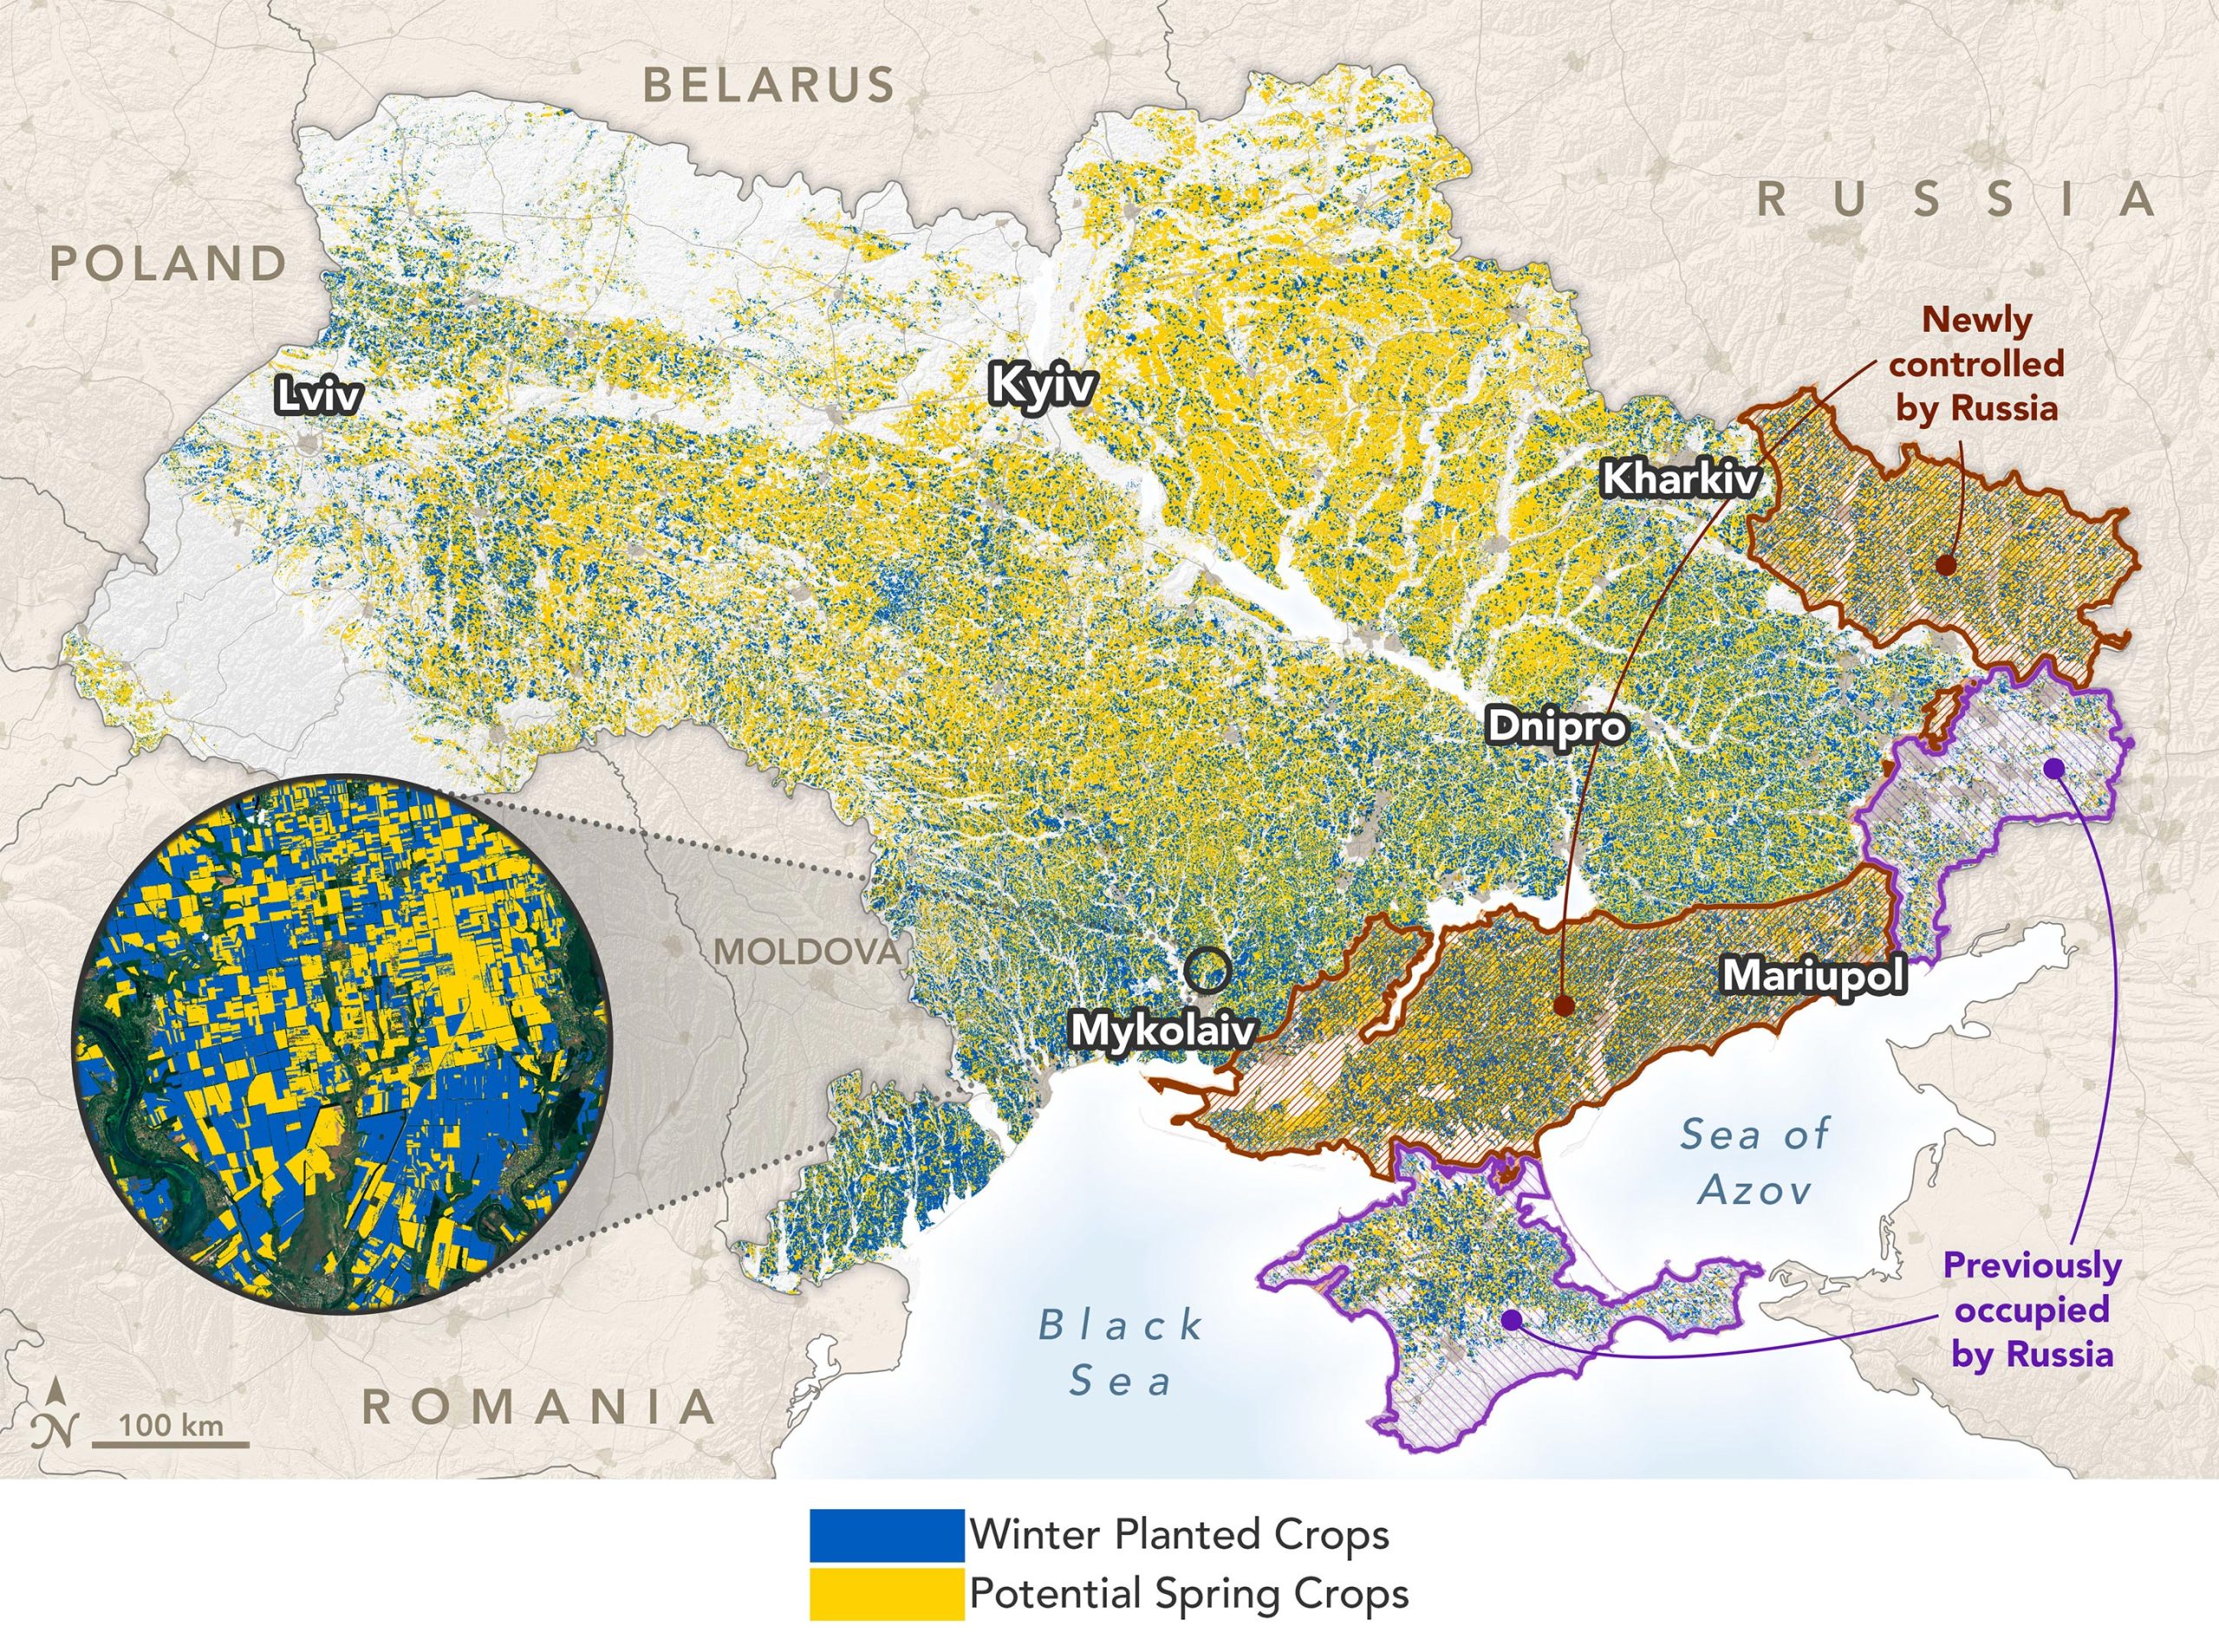 BELARUS
RUSSIA
POLAND
Newly
controlled
by Russia
Lviv
Kyiv
Kharkiv
Dnipro
MOLDOVA
Mariupol
Mykolaiv
Sea of
Azov
Previously
occupied
by Russia
Black
Sea
ROMANIA
N
100 km
Winter Planted Crops
Potential Spring Crops